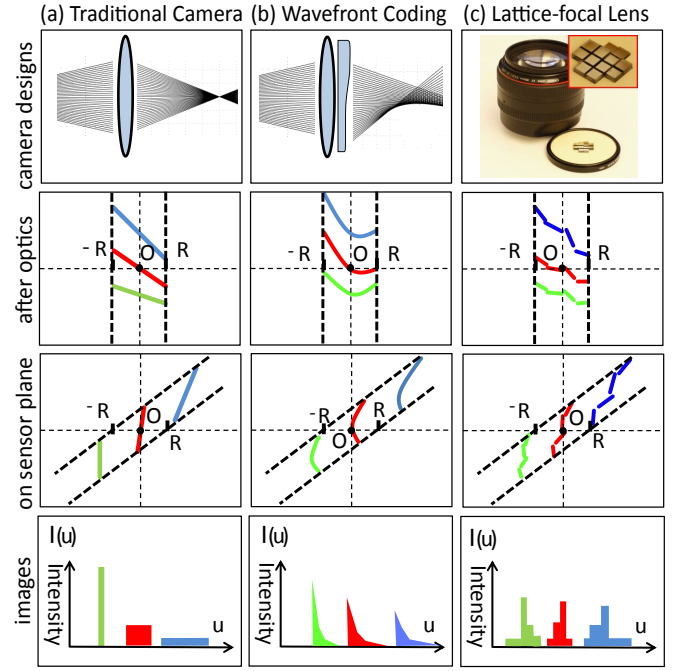 (a) Traditional Camera
(b) Wavefront Coding
(c) Lattice-focal Lens
camera designs
after optics
- R O R
- R O R
- R O R
on sensor plane
- R O R
- R O R
- R O R
images
I(u) Intensity u
I(u) Intensity u
I(u) Intensity u